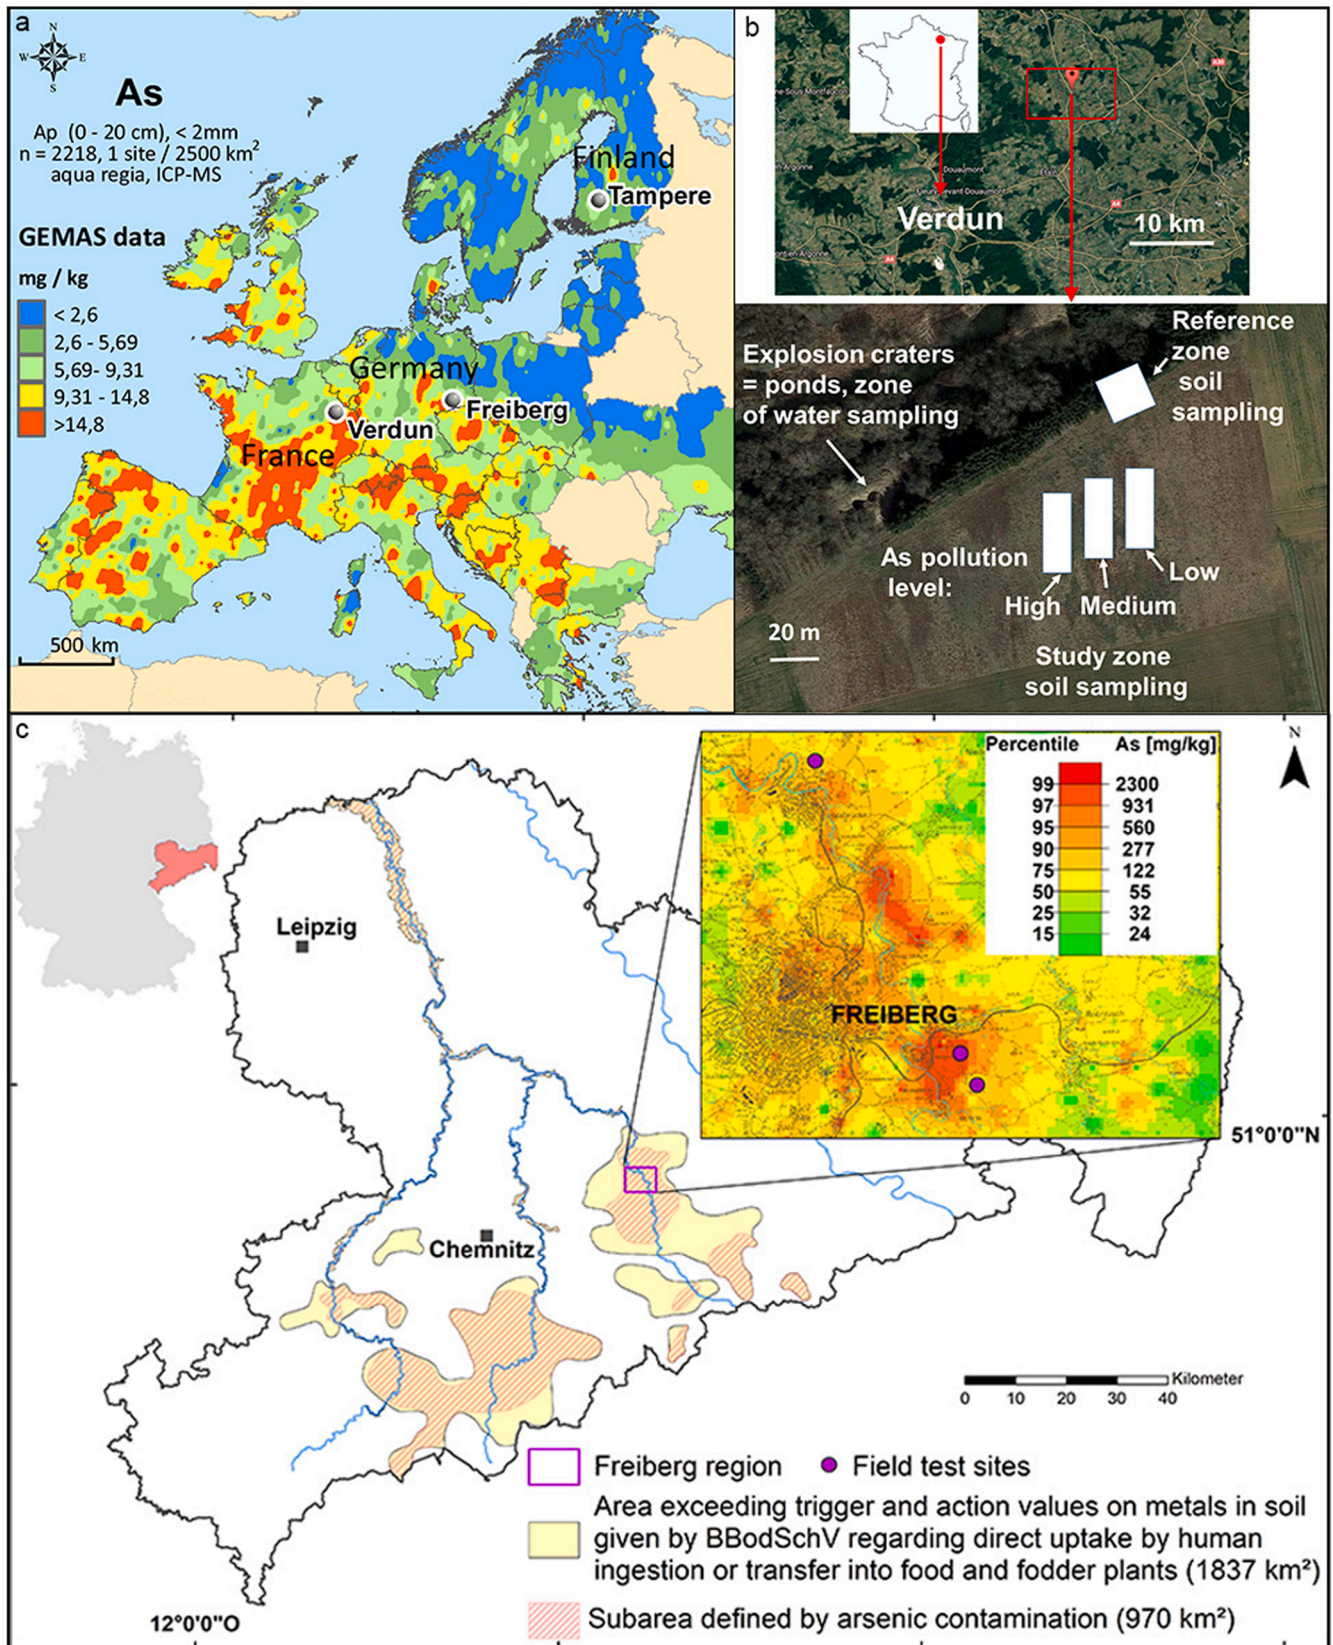 a
N
W
E
S
As
Ap (0 - 20 cm), < 2mm
n = 2218, 1 site / 2500 km²
aqua regia, ICP-MS
GEMAS data
mg / kg
< 2,6
2,6 - 5,69
5,69- 9,31
9,31 - 14,8
>14,8
Finland
Tampere
Germany
Freiberg
Verdun
France
500 km
b
A30
Douaumont
Etain
A4
Verdun
10 km
A4
Reference
zone
soil
sampling
Explosion craters
= ponds, zone
of water sampling
As pollution
level:
High
Medium
Low
20 m
Study zone
soil sampling
c
N
Percentile
As [mg/kg]
99 2300
97 931
95 560
90 277
75 122
50 55
25 32
15 24
FREIBERG
Leipzig
Chemnitz
51°0'0"N
Kilometer
0 10 20 30 40
Freiberg region
Field test sites
Area exceeding trigger and action values on metals in soil
given by BBodSchV regarding direct uptake by human
ingestion or transfer into food and fodder plants (1837 km²)
Subarea defined by arsenic contamination (970 km²)
12°0'0"O